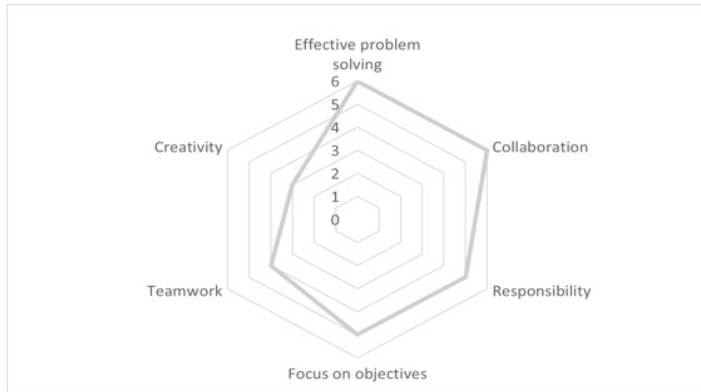 Effective problem
solving
6
5
4
3
2
1
0
Creativity
Collaboration
Teamwork
Responsibility
Focus on objectives